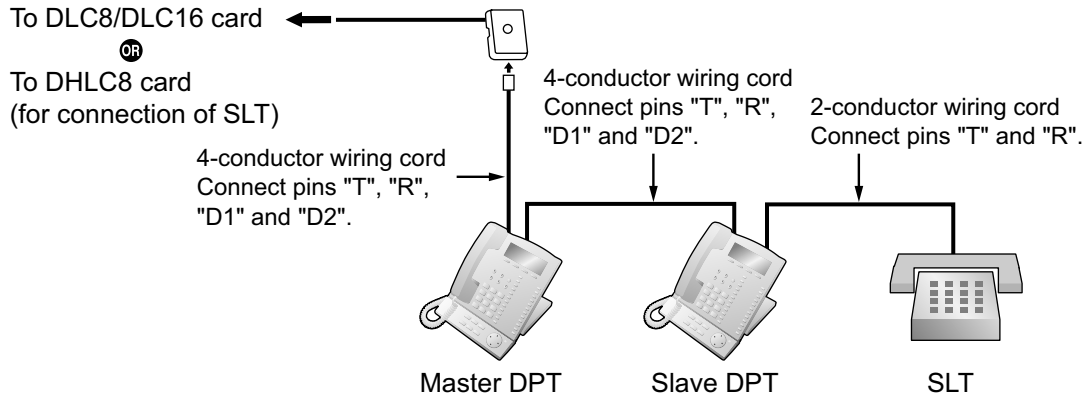 To DLC8/DLC16 card
OR
To DHLC8 card
(for connection of SLT)
4-conductor wiring cord
Connect pins "T", "R",
"D1" and "D2".
4-conductor wiring cord
Connect pins "T", "R",
"D1" and "D2".
2-conductor wiring cord
Connect pins "T" and "R".
Master DPT
Slave DPT
SLT